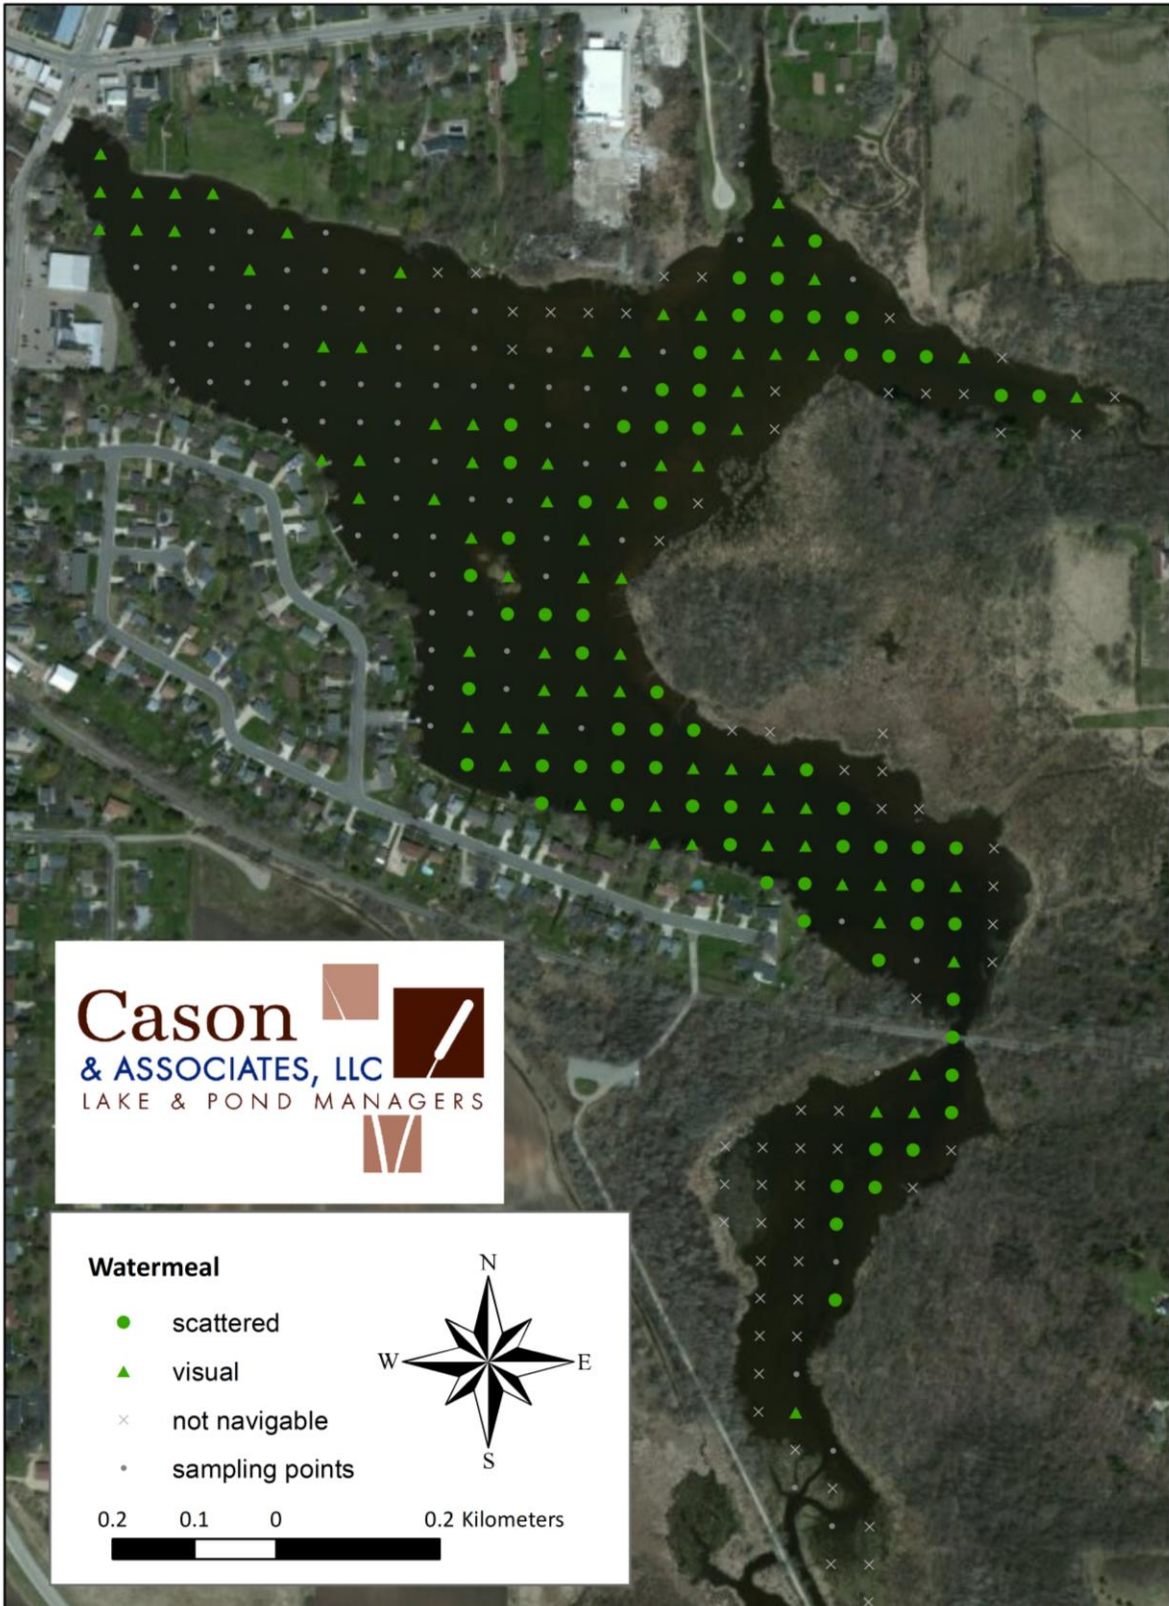 Cason
& ASSOCIATES, LLC
LAKE & POND MANAGERS
Watermeal
scattered
visual
not navigable
sampling points
N
W E
S
0.2 0.1 0 0.2 Kilometers